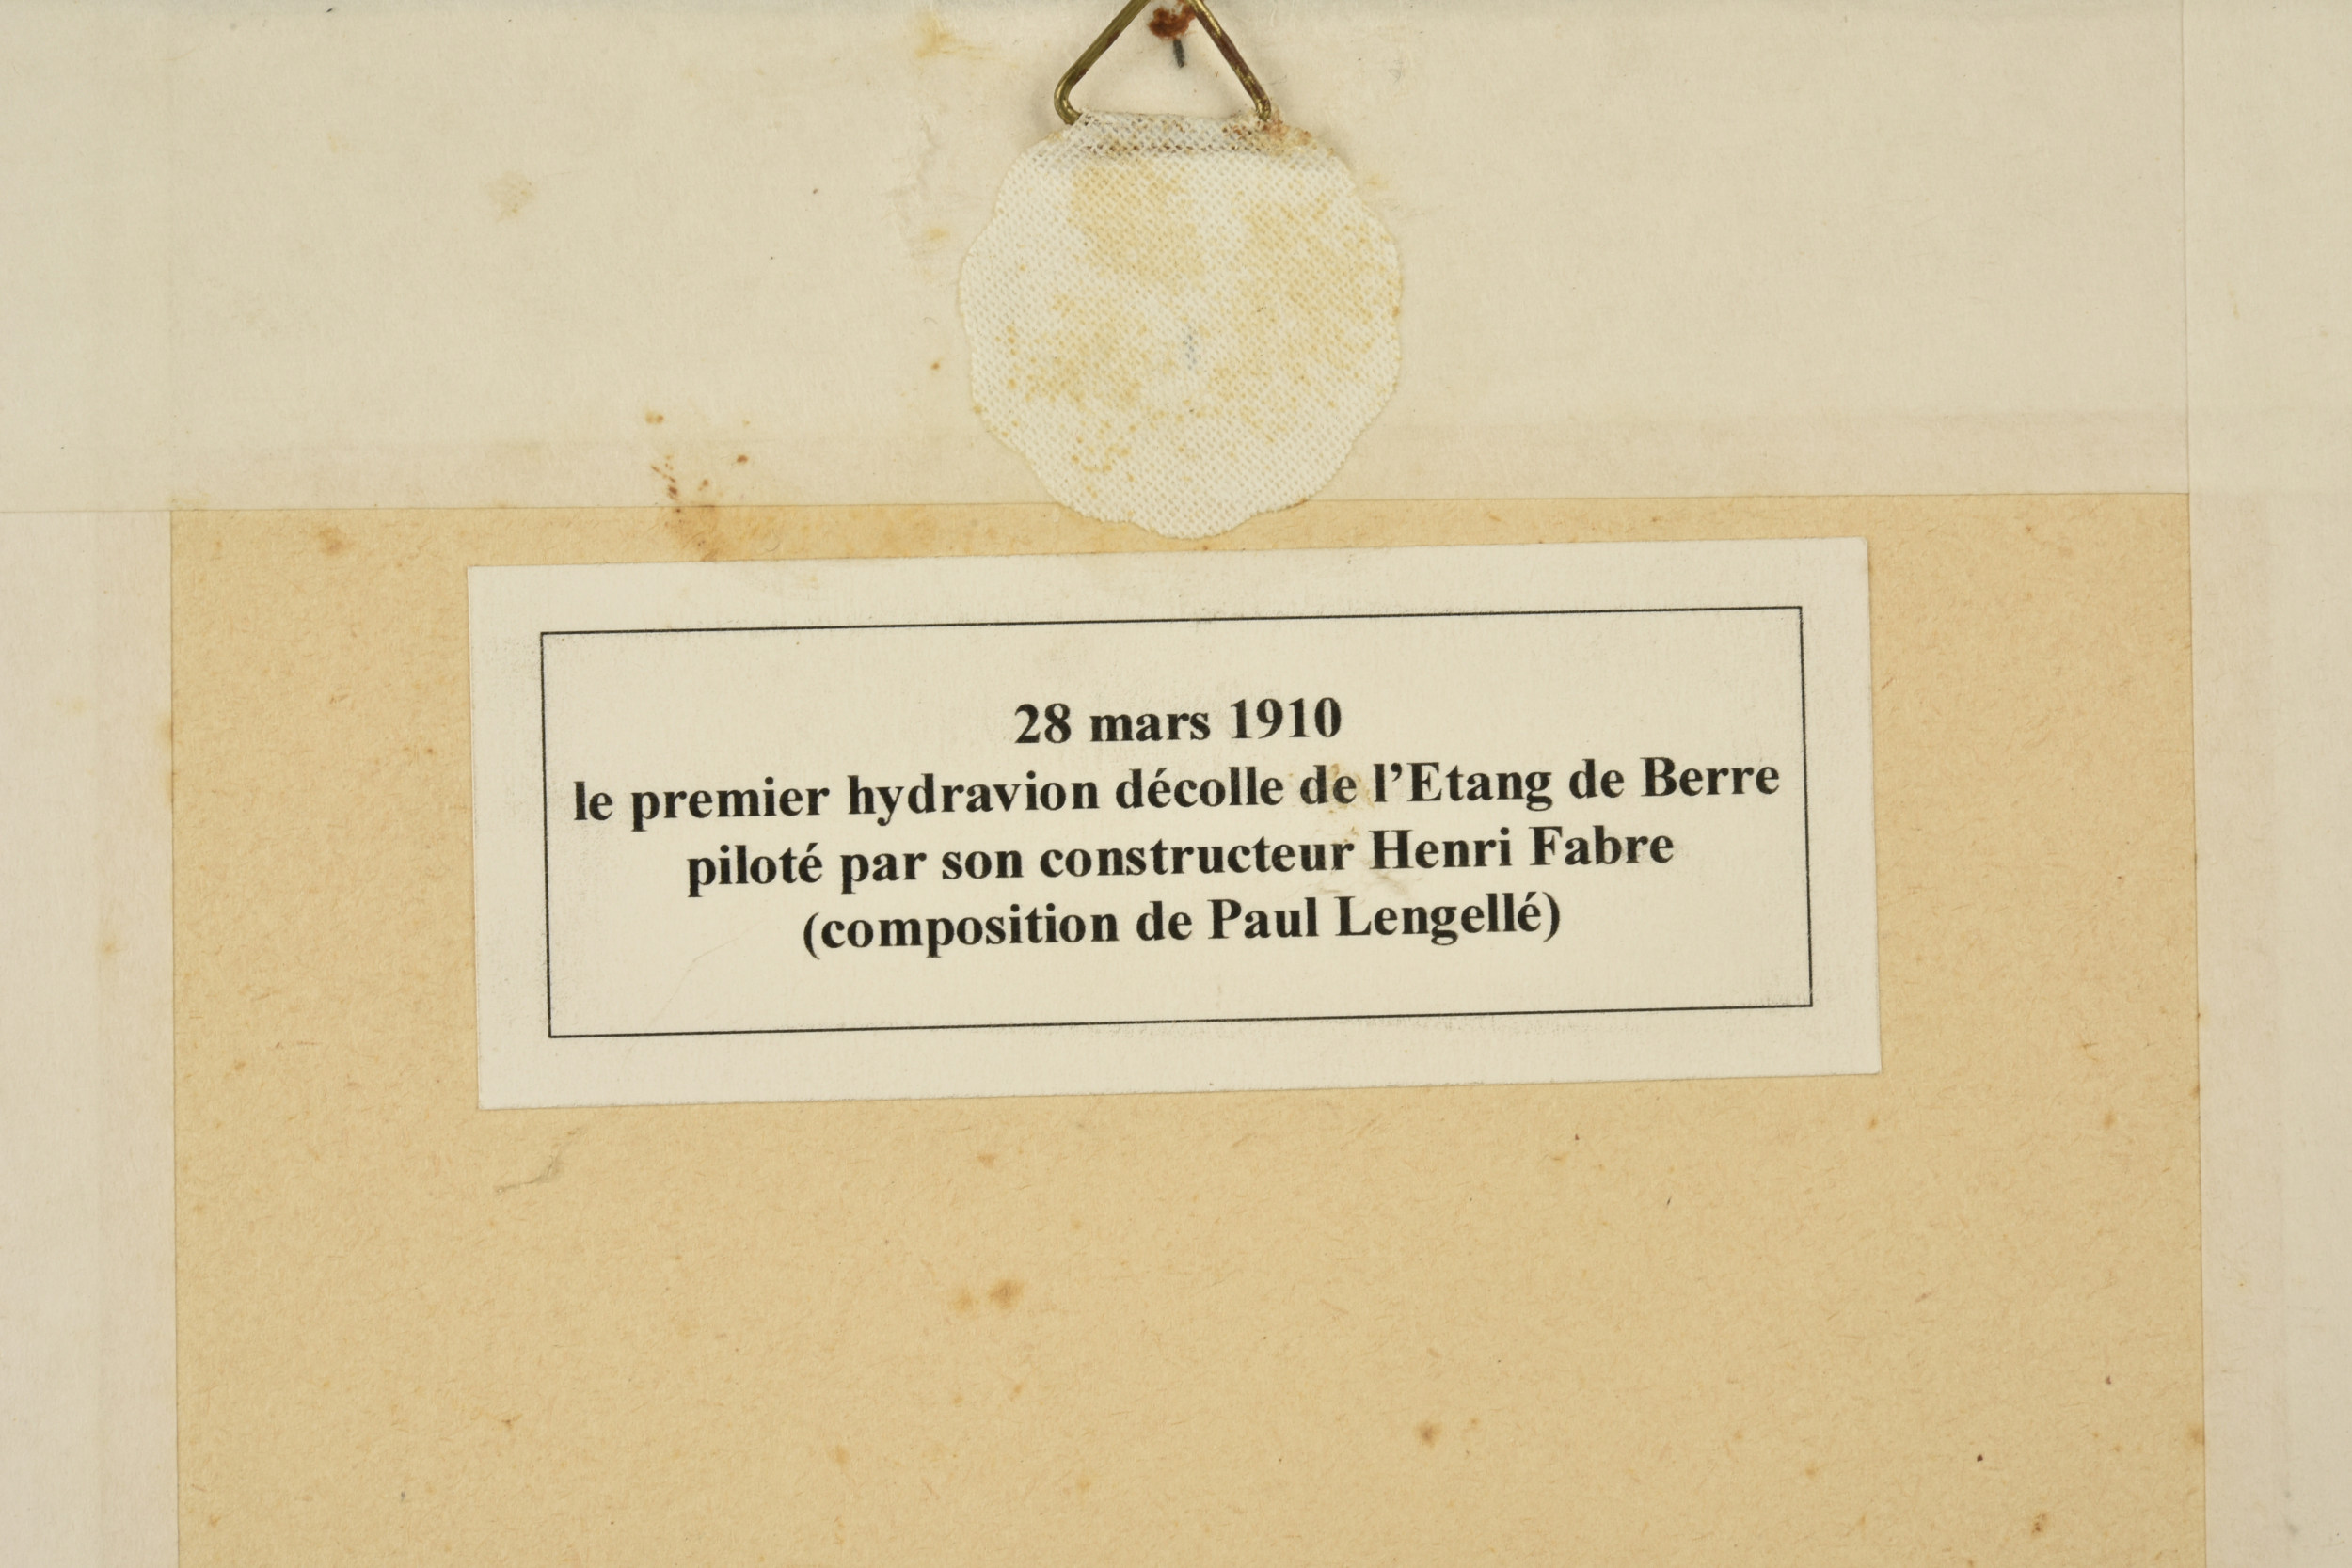 28 mars 1910
le premier hydravion décolle de l’Etang de Berre
piloté par son constructeur Henri Fabre
(composition de Paul Lengellé)